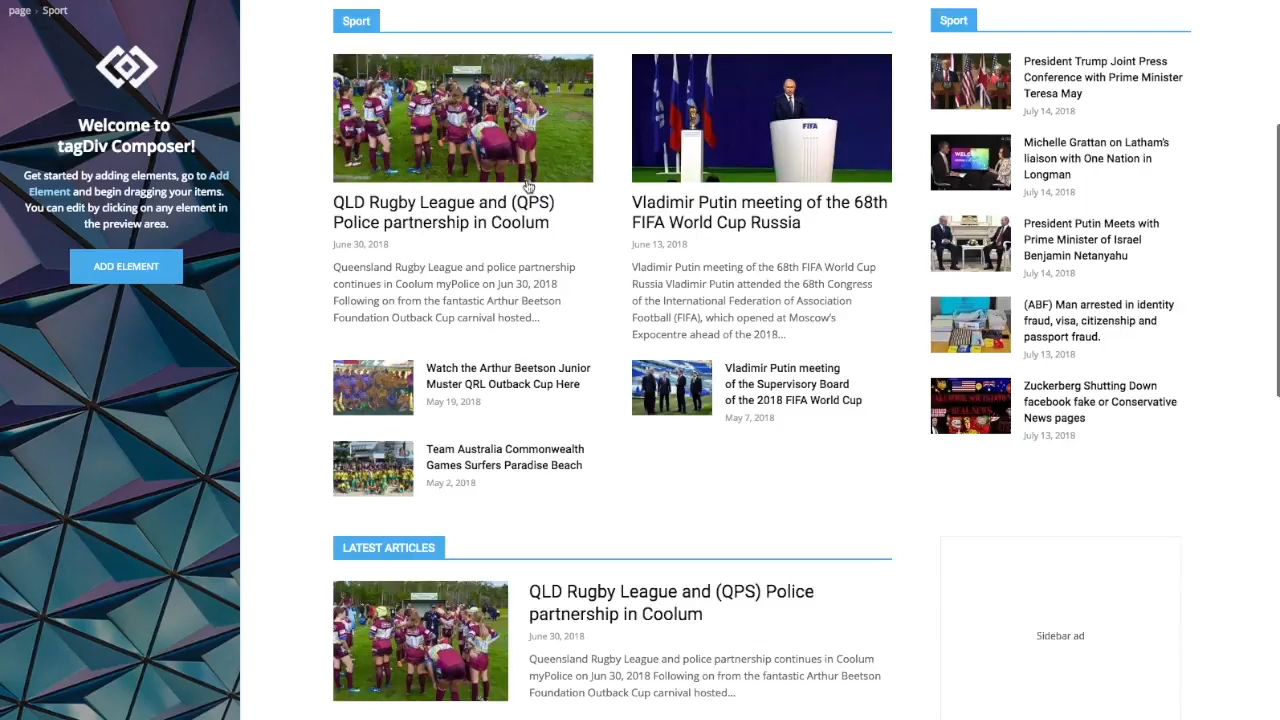 page › Sport
Welcome to
tagDiv Composer!
Get started by adding elements, go to Add
Element and begin dragging your items.
You can edit by clicking on any element in
the preview area.
ADD ELEMENT
Sport
QLD Rugby League and (QPS)
Police partnership in Coolum
June 30, 2018
Queensland Rugby League and police partnership
continues in Coolum myPolice on Jun 30, 2018
Following on from the fantastic Arthur Beetson
Foundation Outback Cup carnival hosted...
FIFA
Vladimir Putin meeting of the 68th
FIFA World Cup Russia
June 13, 2018
Vladimir Putin meeting of the 68th FIFA World Cup
Russia Vladimir Putin attended the 68th Congress
of the International Federation of Association
Football (FIFA), which opened at Moscow's
Expocentre ahead of the 2018...
Watch the Arthur Beetson Junior
Muster QRL Outback Cup Here
May 19, 2018
Vladimir Putin meeting
of the Supervisory Board
of the 2018 FIFA World Cup
May 7, 2018
Team Australia Commonwealth
Games Surfers Paradise Beach
May 2, 2018
LATEST ARTICLES
QLD Rugby League and (QPS) Police
partnership in Coolum
June 30, 2018
Queensland Rugby League and police partnership continues in Coolum
myPolice on Jun 30, 2018 Following on from the fantastic Arthur Beetson
Foundation Outback Cup carnival hosted...
Sport
President Trump Joint Press
Conference with Prime Minister
Teresa May
July 14, 2018
Michelle Grattan on Latham's
liaison with One Nation in
Longman
July 14, 2018
President Putin Meets with
Prime Minister of Israel
Benjamin Netanyahu
July 14, 2018
(ABF) Man arrested in identity
fraud, visa, citizenship and
passport fraud.
July 13, 2018
Zuckerberg Shutting Down
facebook fake or Conservative
News pages
July 13, 2018
Sidebar ad